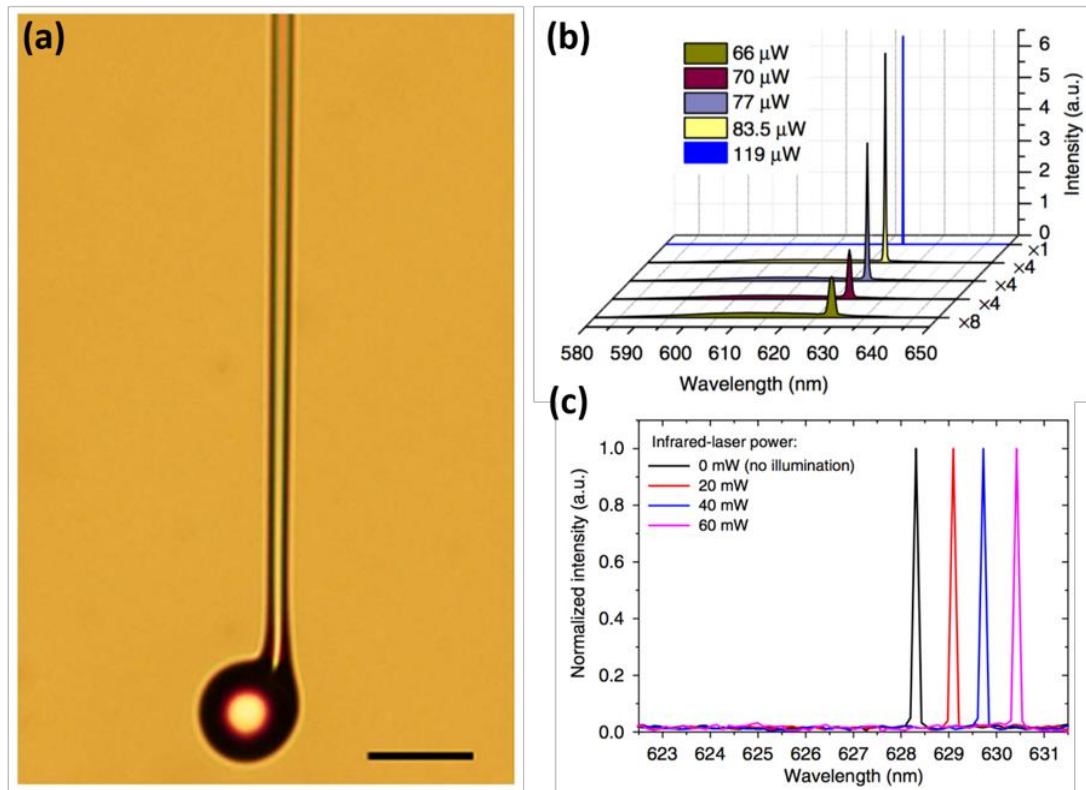 (a)
(b)
66 μW
70 μW
77 μW
83.5 μW
119 μW
6
5
4
3
2
1
0
Intensity (a.u.)
×1
×4
×4
×4
×8
580 590 600 610 620 630 640 650
Wavelength (nm)
(c)
Infrared-laser power:
0 mW (no illumination)
20 mW
40 mW
60 mW
1.0
0.8
0.6
0.4
0.2
0.0
Normalized intensity (a.u.)
623 624 625 626 627 628 629 630 631
Wavelength (nm)